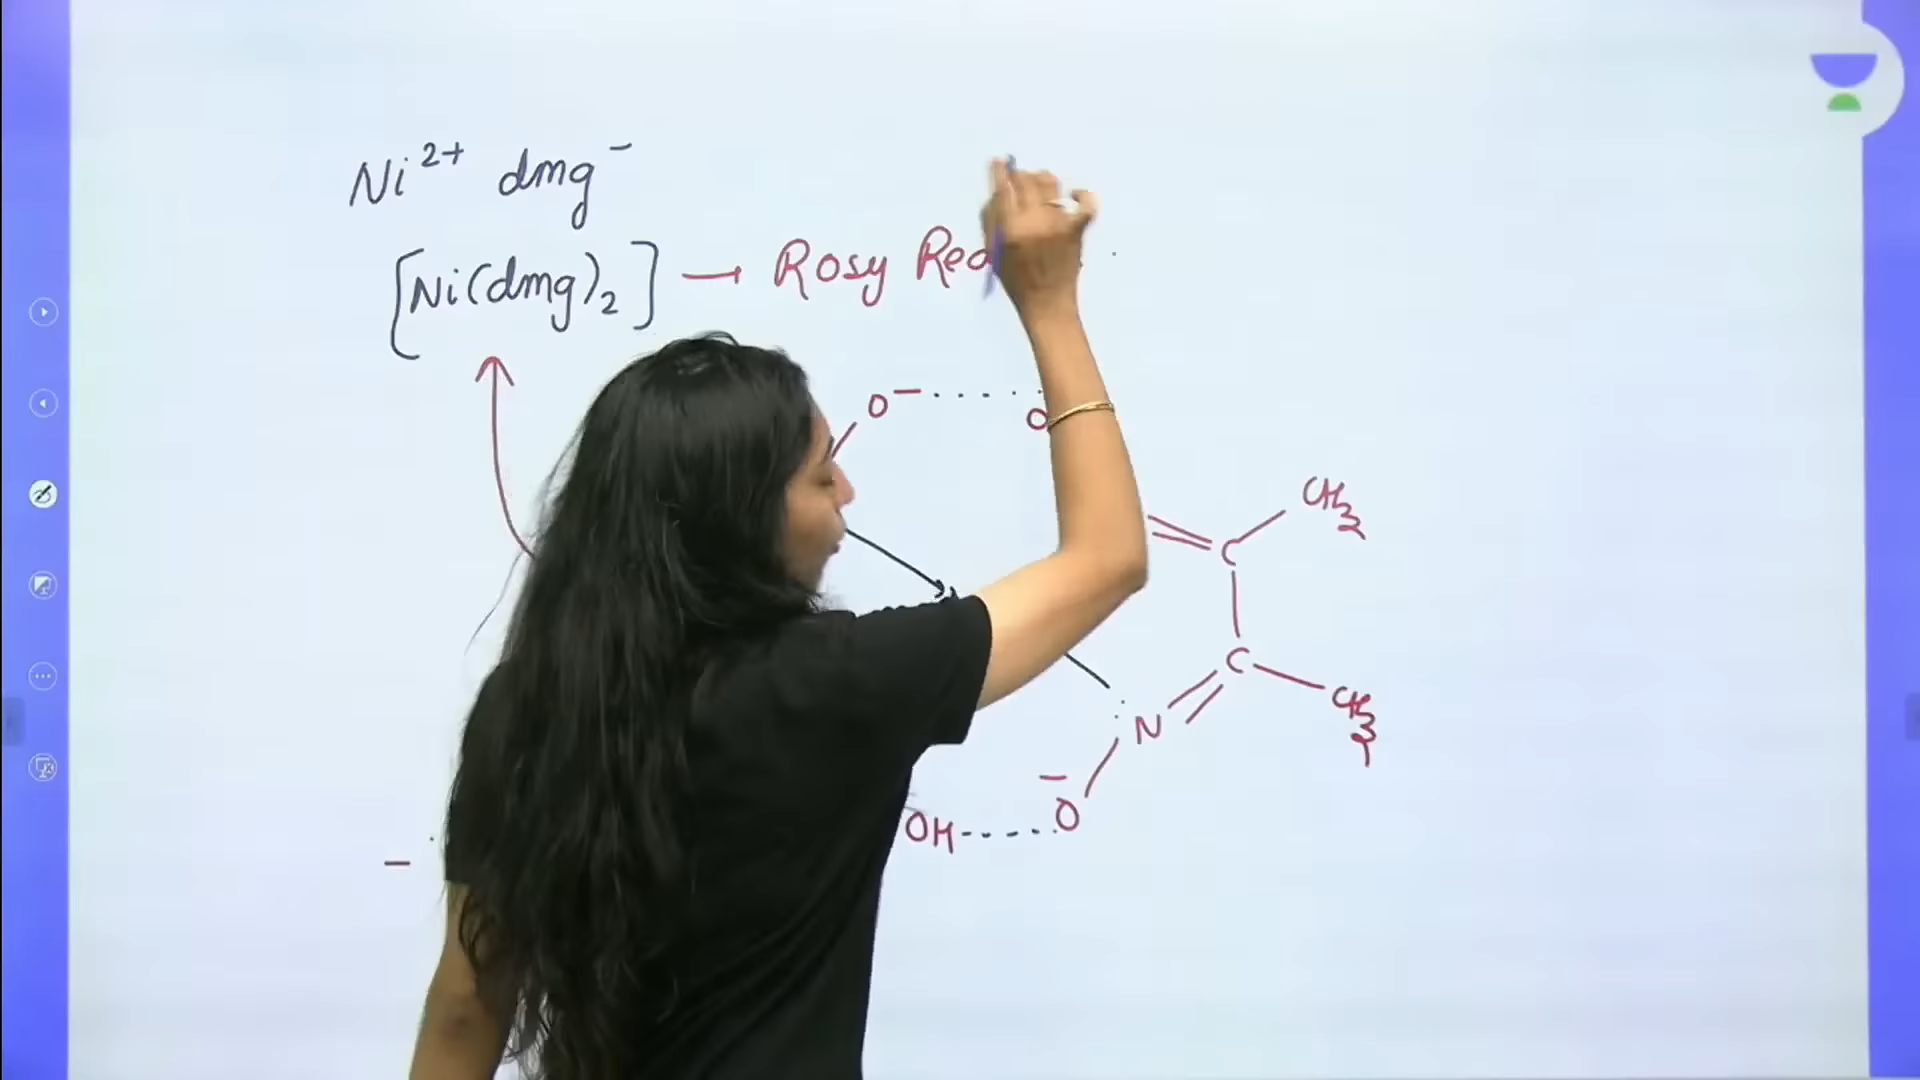 Ni2+ dmg-
[Ni(dmg)2] → Rosy Red
O- ..... O
CH3
C
C
CH3
N
- O
OH-----
-